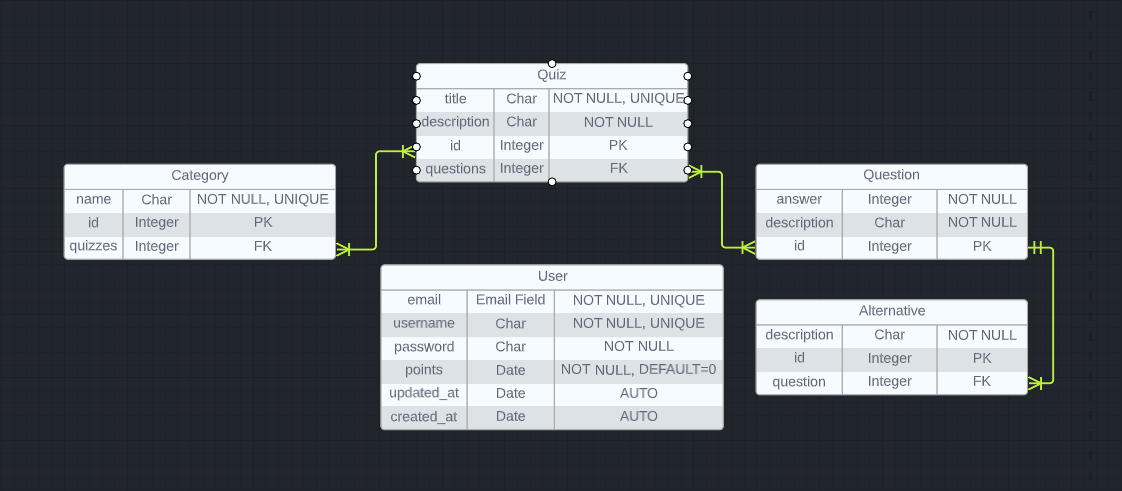 Quiz
title Char NOT NULL, UNIQUE
description Char NOT NULL
id Integer PK
questions Integer FK
Category
name Char NOT NULL, UNIQUE
id Integer PK
quizzes Integer FK
Question
answer Integer NOT NULL
description Char NOT NULL
id Integer PK
User
email Email Field NOT NULL, UNIQUE
username Char NOT NULL, UNIQUE
password Char NOT NULL
points Date NOT NULL, DEFAULT=0
updated_at Date AUTO
created_at Date AUTO
Alternative
description Char NOT NULL
id Integer PK
question Integer FK